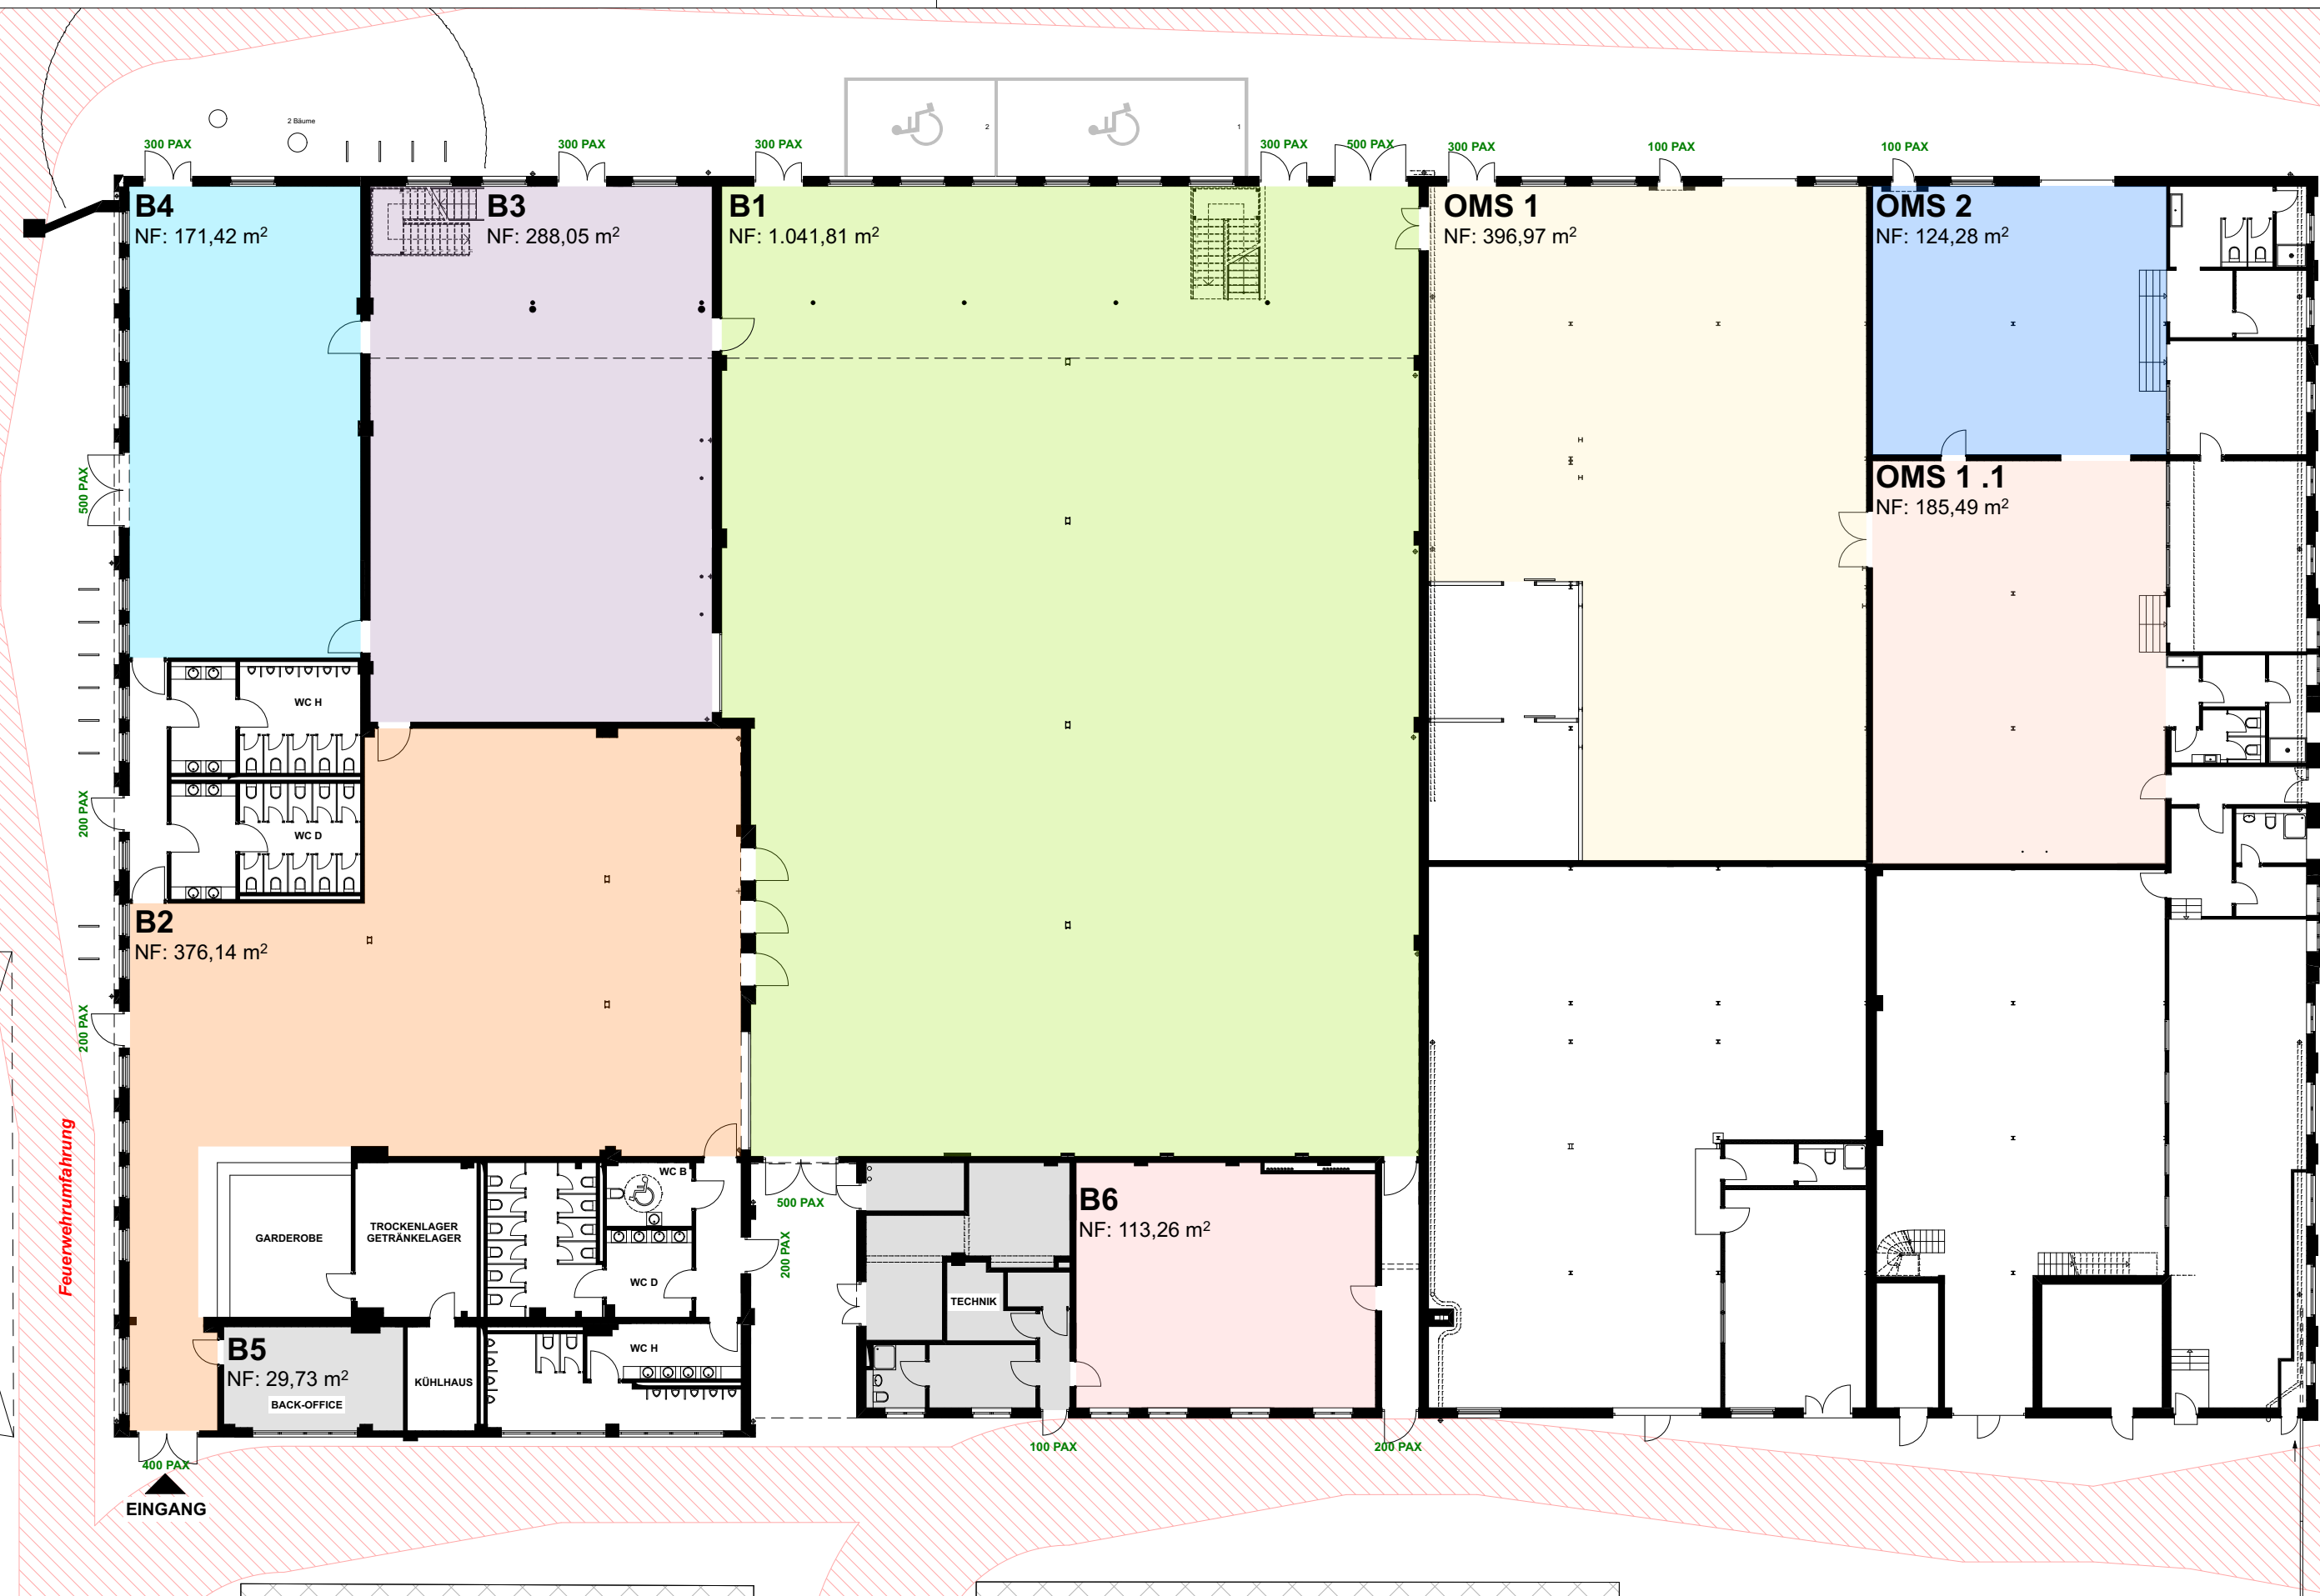 2 Bäume
2
1
300 PAX
300 PAX
300 PAX
300 PAX
500 PAX
300 PAX
100 PAX
100 PAX
B4
NF: 171,42 m²
B3
NF: 288,05 m²
B1
NF: 1.041,81 m²
OMS 1
NF: 396,97 m²
OMS 2
NF: 124,28 m²
500 PAX
OMS 1 .1
NF: 185,49 m²
WC H
200 PAX
WC D
B2
NF: 376,14 m²
200 PAX
Feuerwehrumfahrung
GARDEROBE
TROCKENLAGER
GETRÄNKELAGER
WC B
WC D
500 PAX
200 PAX
B6
NF: 113,26 m²
TECHNIK
B5
NF: 29,73 m²
BACK-OFFICE
KÜHLHAUS
WC H
400 PAX
EINGANG
100 PAX
200 PAX